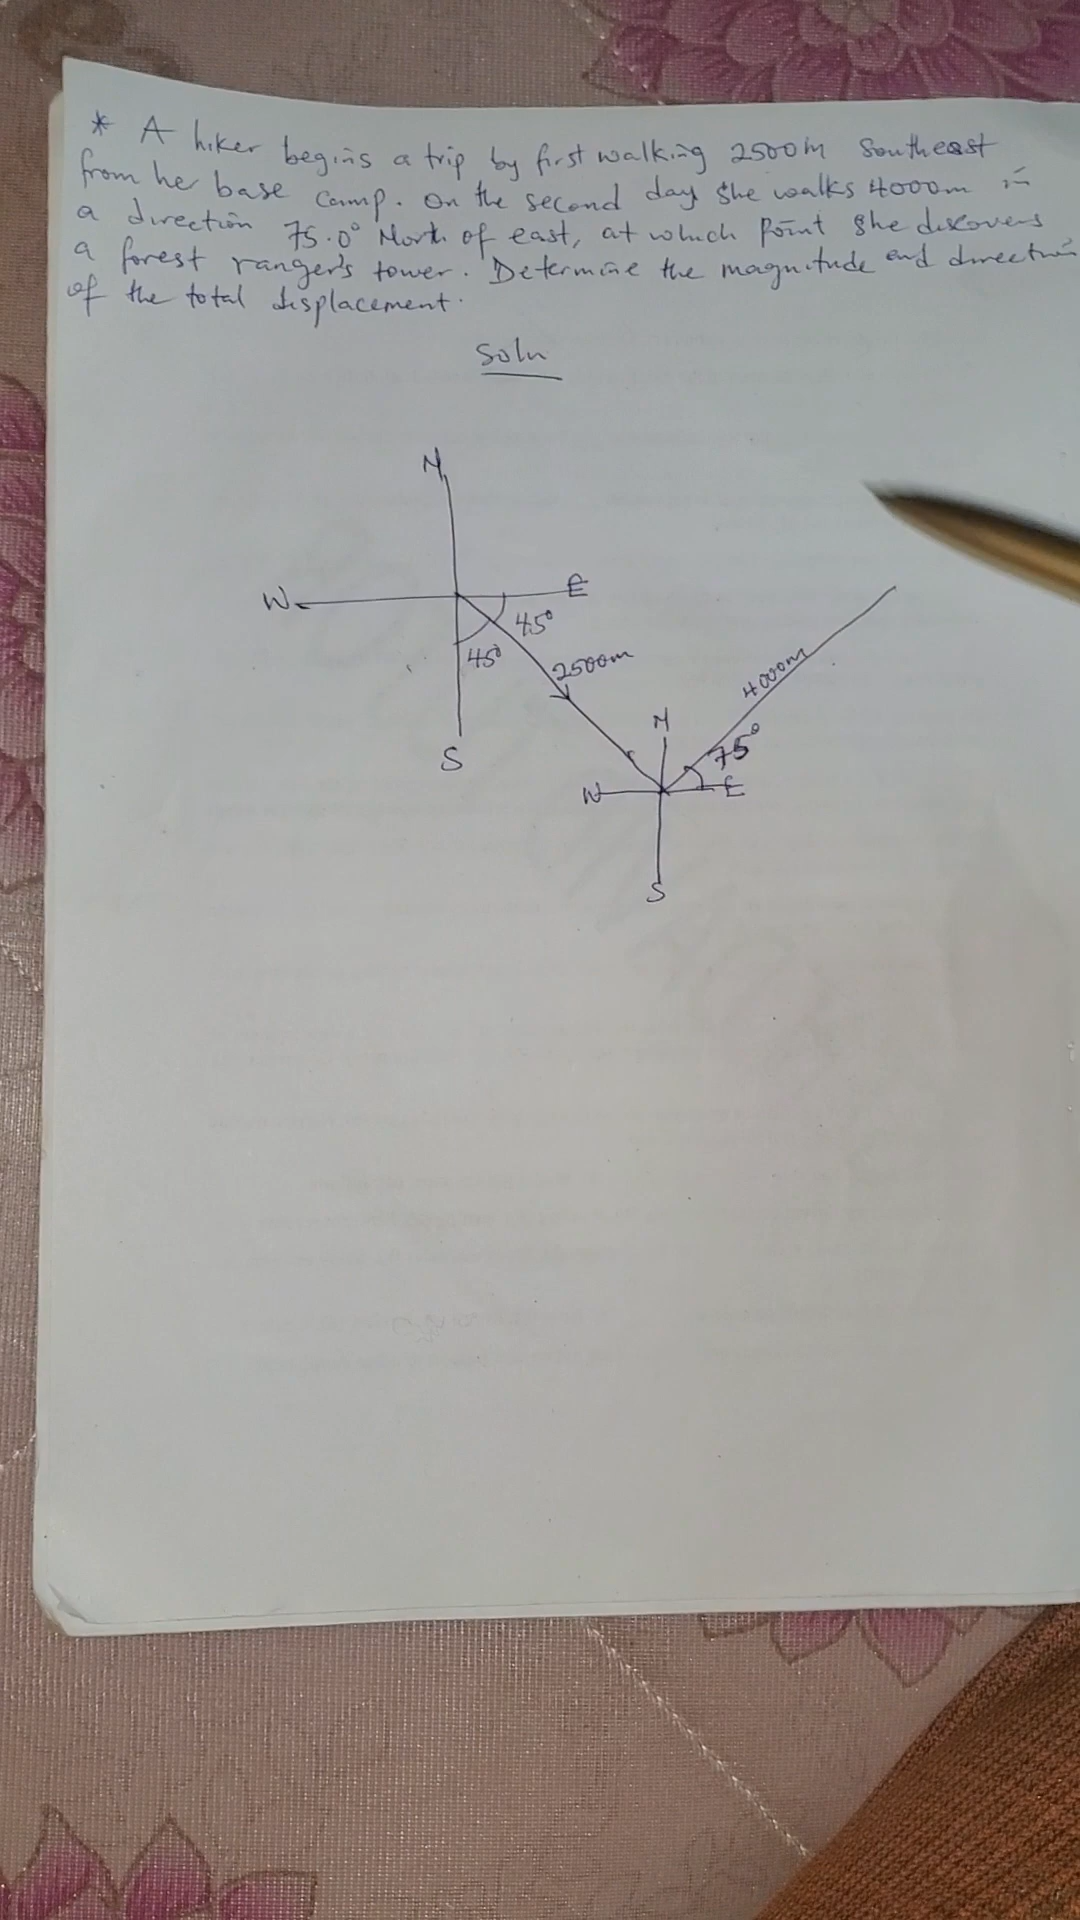 * A hiker begins a trip by first walking 2500m Southeast
from her base camp. On the second day she walks 4000m in
a direction 75.0° North of east, at which point she discovers
a forest ranger's tower. Determine the magnitude and direction
of the total displacement.
Soln
N
W
E
45°
45°
2500m
S
4000m
N
75°
W
E
S